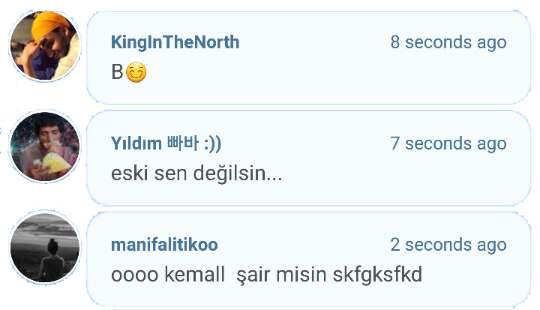 KingInTheNorth 8 seconds ago
B😊
Yıldım 빠바 :)) 7 seconds ago
eski sen değilsin...
manifalitikoo 2 seconds ago
oooo kemall şair misin skfgksfkd